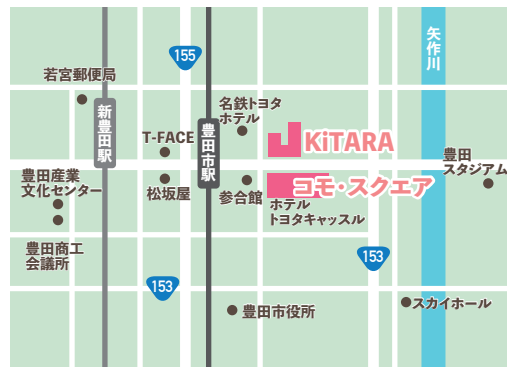 155
矢作川
若宮郵便局
新豊田駅
名鉄トヨタ
ホテル
T-FACE
豊田市駅
KiTARA
豊田
スタジアム
豊田産業
文化センター
松坂屋
参合館
コモ・スクエア
ホテル
トヨタキャッスル
豊田商工
会議所
153
153
豊田市役所
スカイホール